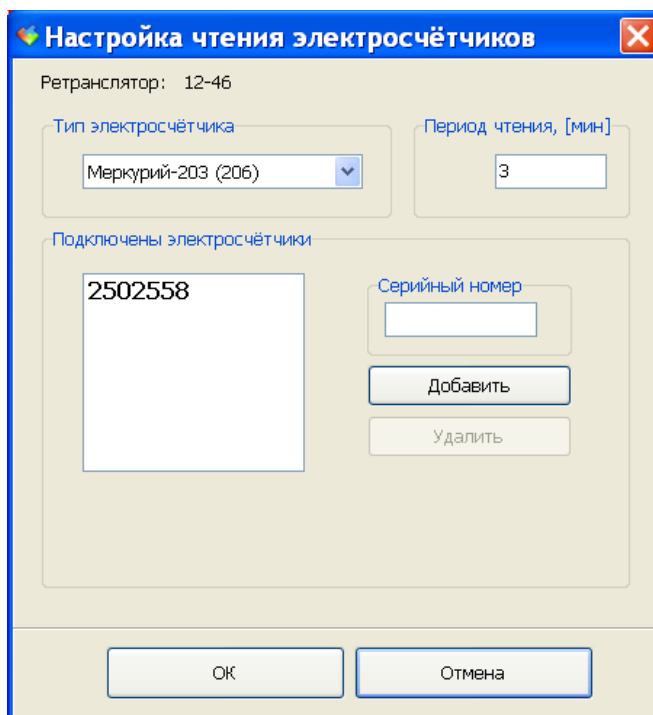 Настройка чтения электросчётчиков
Ретранслятор: 12-46
Тип электросчётчика
Период чтения, [мин]
Меркурий-203 (206)
3
Подключены электросчётчики
2502558
Серийный номер
Добавить
Удалить
ОК
Отмена